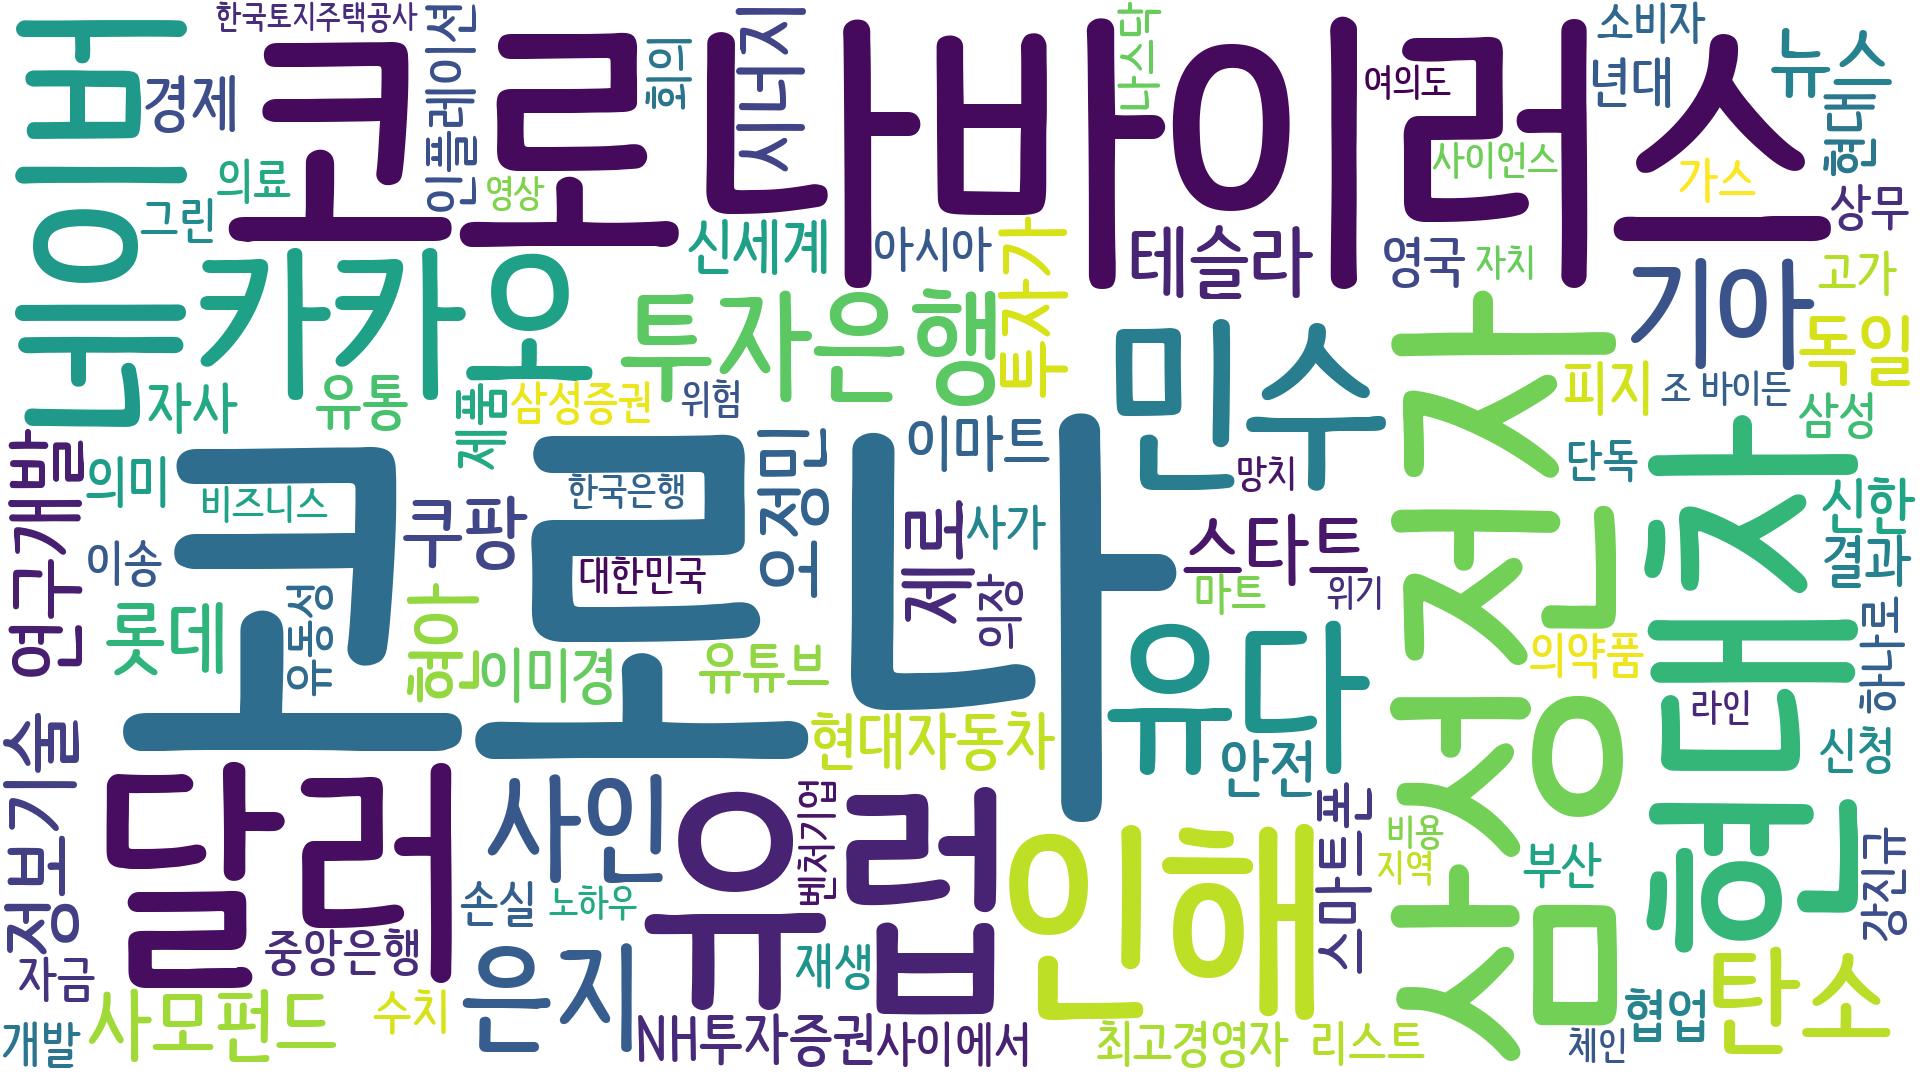 한국토지주택공사
네이버
경제
코로나바이러스
인플레이션
회의
시너지
나스닥
여의도
소비자
년대
뉴스
현대
의료
그린
영상
사이언스
가스
상무
카카오
신세계
아시아
투자가
테슬라
영국
자치
기아
고가
투자은행
민수
삼성전자
독일
자사
유통
제품
삼성증권
위험
피지
조 바이든
삼성
연구개발
의미
비즈니스
코로나
쿠팡
한국은행
오정민
이마트
제로
사가
망치
단독
현대차
신한
결과
스타트
이송
대한민국
의장
마트
위기
롯데
유동성
현아
이미경
유튜브
유다
의약품
하나로
라인
정보기술
현대자동차
안전
신청
달러
사인
유럽
벤처기업
인해
스마트폰
비용
지역
부산
강진규
손실
노하우
중앙은행
은지
재생
탄소
자금
사모펀드
수치
NH투자증권
사이에서
최고경영자
리스트
협업
개발
체인